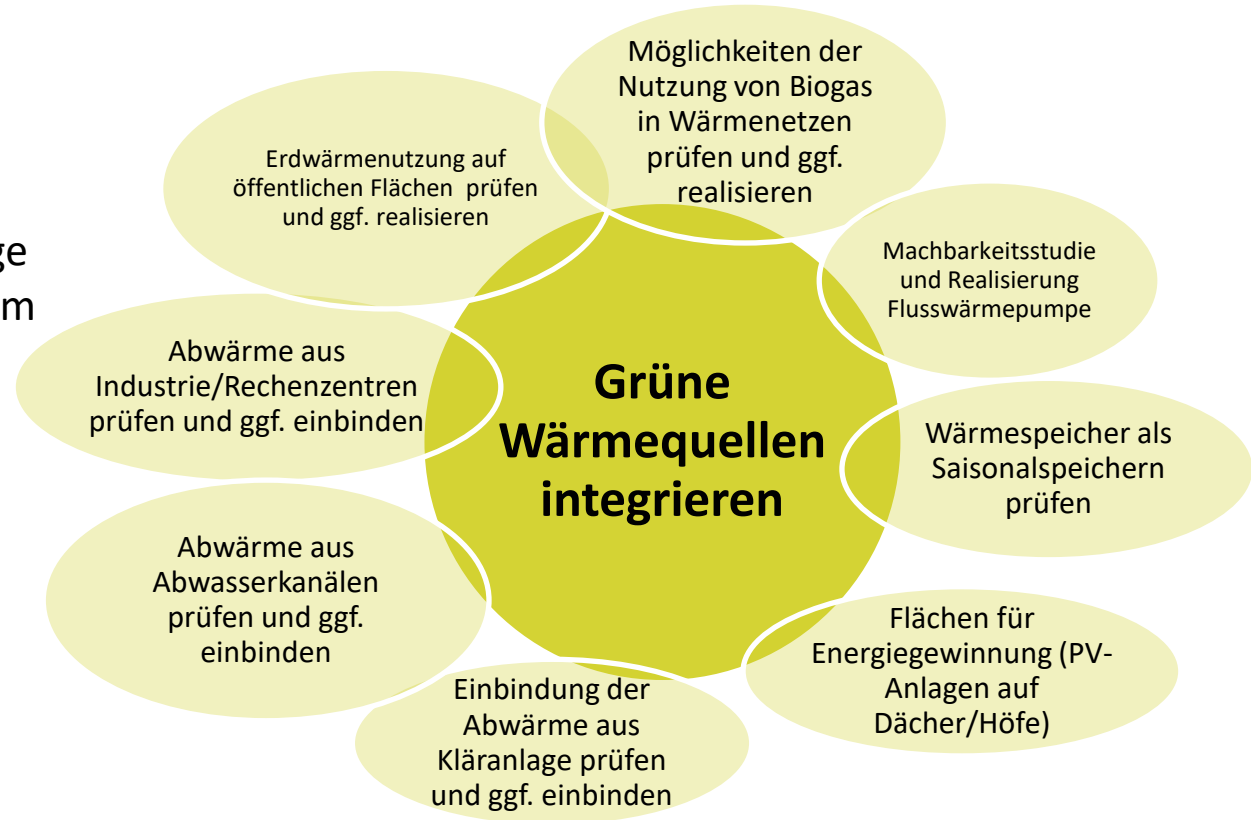 Möglichkeiten der
Nutzung von Biogas
in Wärmenetzen
prüfen und ggf.
realisieren
Erdwärmenutzung auf
öffentlichen Flächen prüfen
und ggf. realisieren
Machbarkeitsstudie
und Realisierung
Flusswärmepumpe
ge
m
Abwärme aus
Industrie/Rechenzentren
prüfen und ggf. einbinden
Grüne
Wärmequellen
integrieren
Wärmespeicher als
Saisonalspeichern
prüfen
Abwärme aus
Abwasserkanälen
prüfen und ggf.
einbinden
Flächen für
Energiegewinnung (PV-
Anlagen auf
Dächer/Höfe)
Einbindung der
Abwärme aus
Kläranlage prüfen
und ggf. einbinden